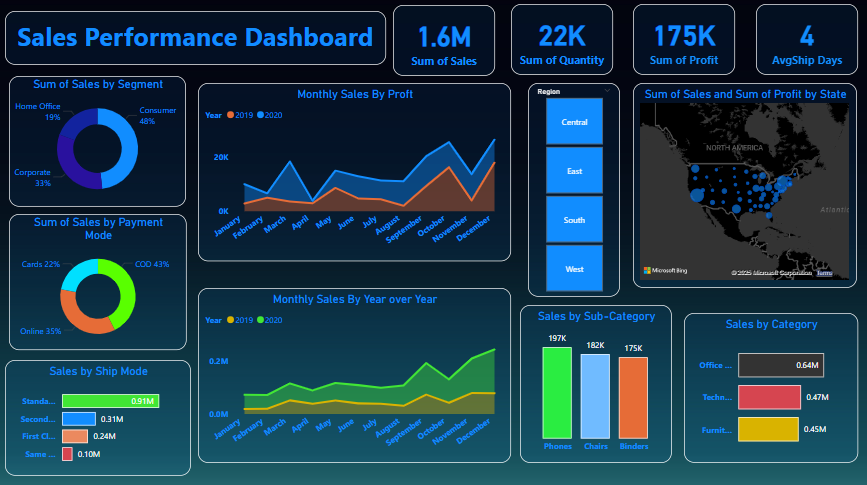 Sales Performance Dashboard
1.6M
Sum of Sales
22K
Sum of Quantity
175K
Sum of Profit
4
AvgShip Days
Sum of Sales by Segment
Home Office
19%
Consumer
48%
Corporate
33%
Monthly Sales By Proft
Year 2019 2020
20K
0K
January
February
March
April
May
June
July
August
September
October
November
December
Region
Central
East
South
West
Sum of Sales and Sum of Profit by State
NORTH AMERICA
Atlantic
Microsoft Bing
© 2025 Microsoft Corporation Terms
Sum of Sales by Payment
Mode
Cards 22%
COD 43%
Online 35%
Monthly Sales By Year over Year
Year 2019 2020
0.2M
0.0M
January
February
March
April
May
June
July
August
September
October
November
December
Sales by Ship Mode
Standa...
0.91M
Second...
0.31M
First Cl...
0.24M
Same ...
0.10M
Sales by Sub-Category
197K
182K
175K
Phones
Chairs
Binders
Sales by Category
Office ...
0.64M
Techn...
0.47M
Furnit...
0.45M